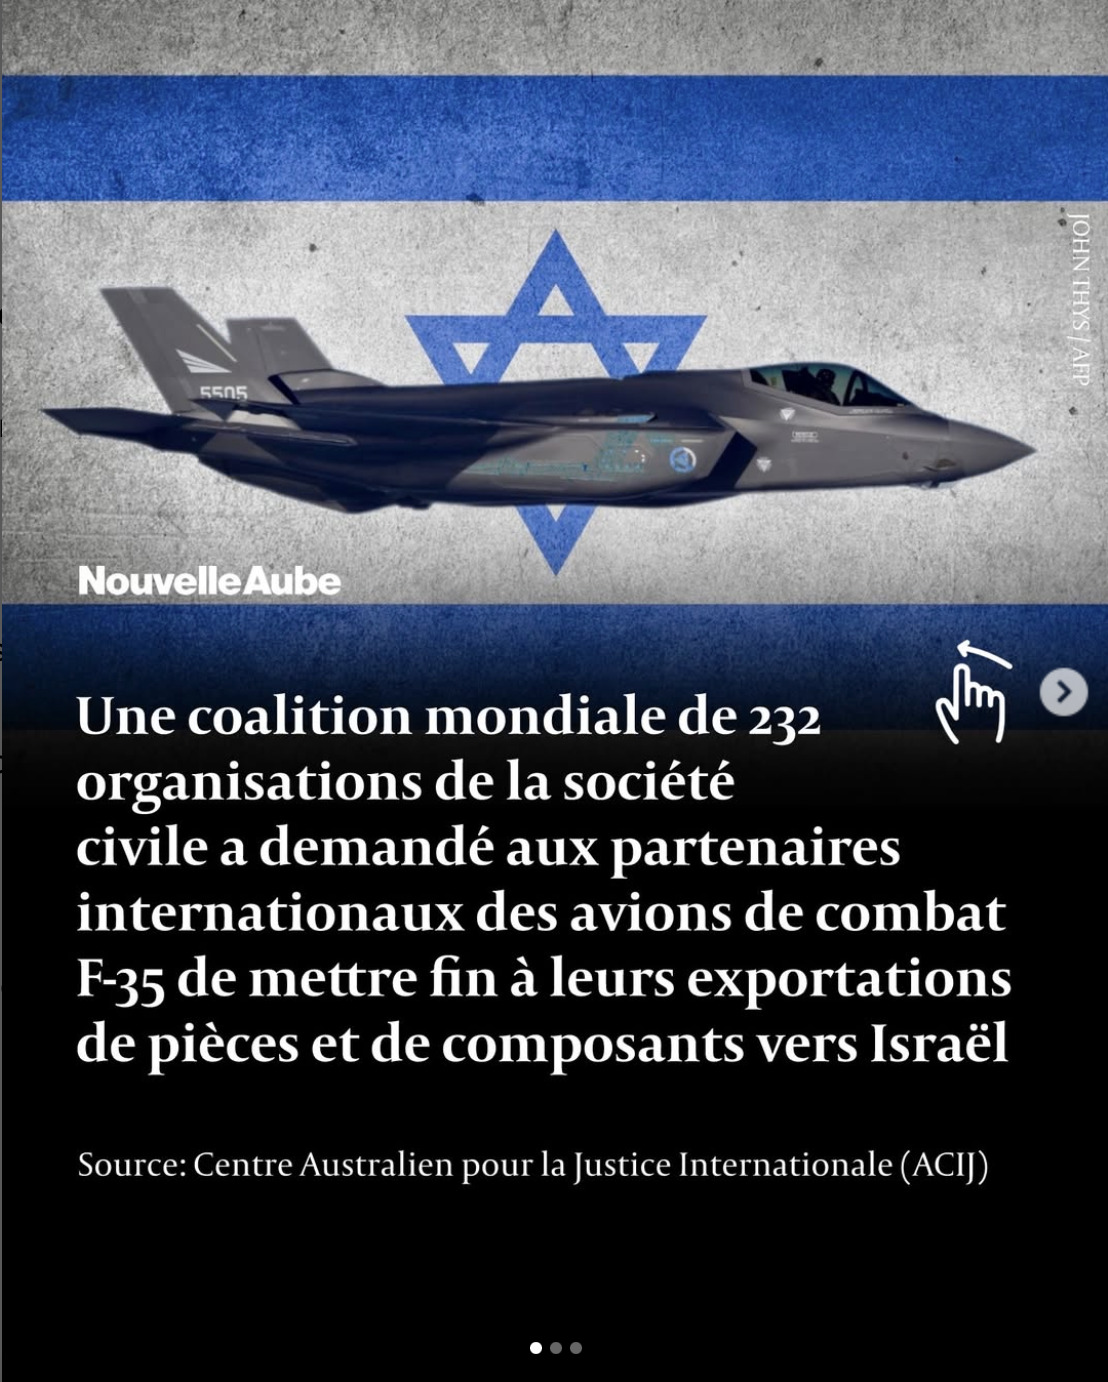 JOHN THYS / AFP
5505
NouvelleAube
Une coalition mondiale de 232
organisations de la société
civile a demandé aux partenaires
internationaux des avions de combat
F-35 de mettre fin à leurs exportations
de pièces et de composants vers Israël
Source: Centre Australien pour la Justice Internationale (ACIJ)